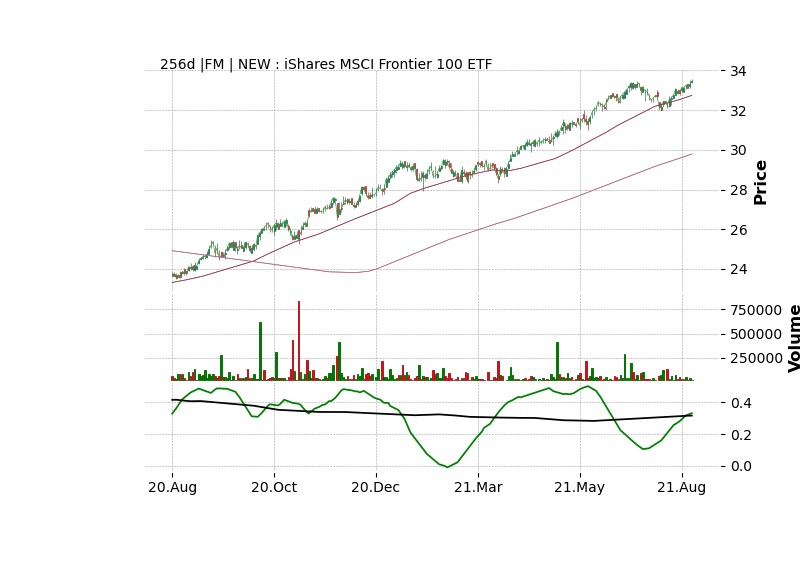 256d |FM | NEW : iShares MSCI Frontier 100 ETF
34
32
30
28
26
24
Price
750000
500000
250000
Volume
0.4
0.2
0.0
20.Aug
20.Oct
20.Dec
21.Mar
21.May
21.Aug